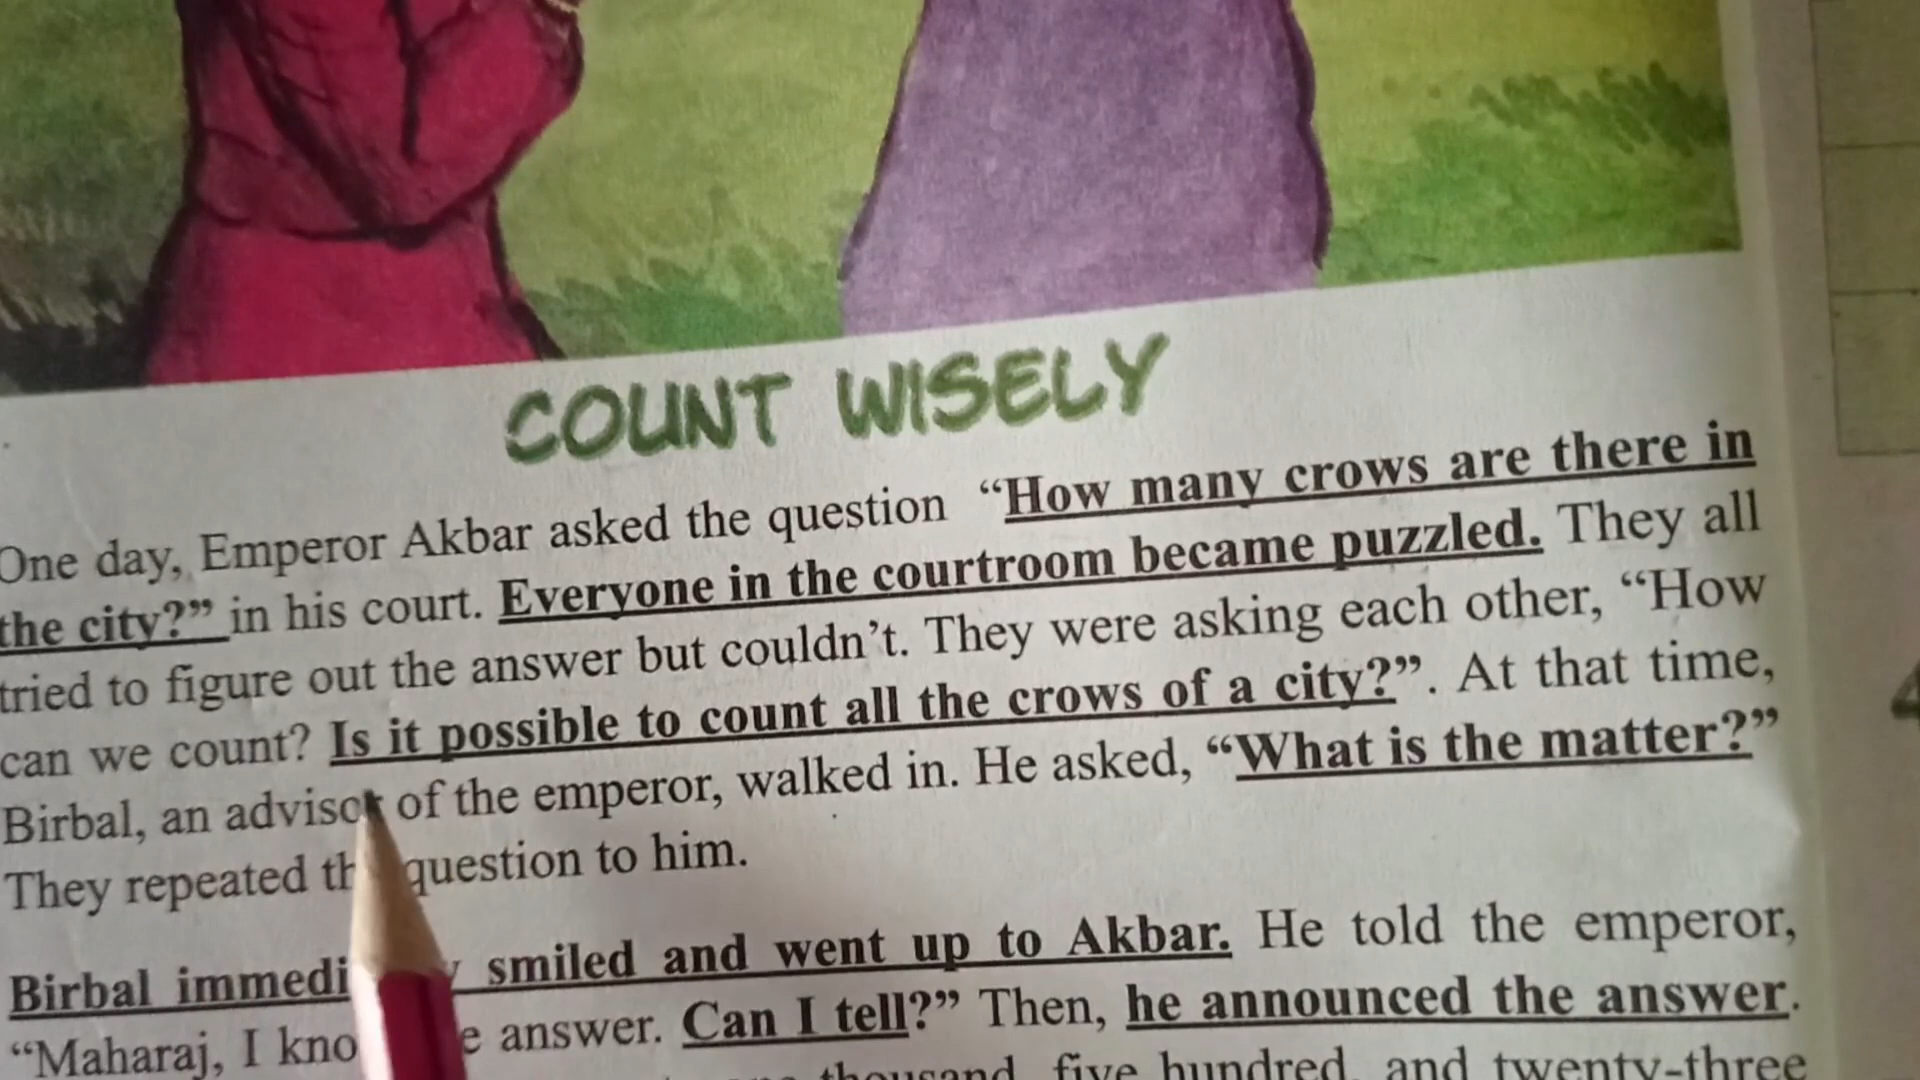 COUNT WISELY
One day, Emperor Akbar asked the question “How many crows are there in
the city?” in his court. Everyone in the courtroom became puzzled. They all
tried to figure out the answer but couldn’t. They were asking each other, “How
can we count? Is it possible to count all the crows of a city?”. At that time,
Birbal, an advisor of the emperor, walked in. He asked, “What is the matter?”
They repeated the question to him.
Birbal immediately smiled and went up to Akbar. He told the emperor,
“Maharaj, I know the answer. Can I tell?” Then, he announced the answer.
thousand, five hundred, and twenty-three